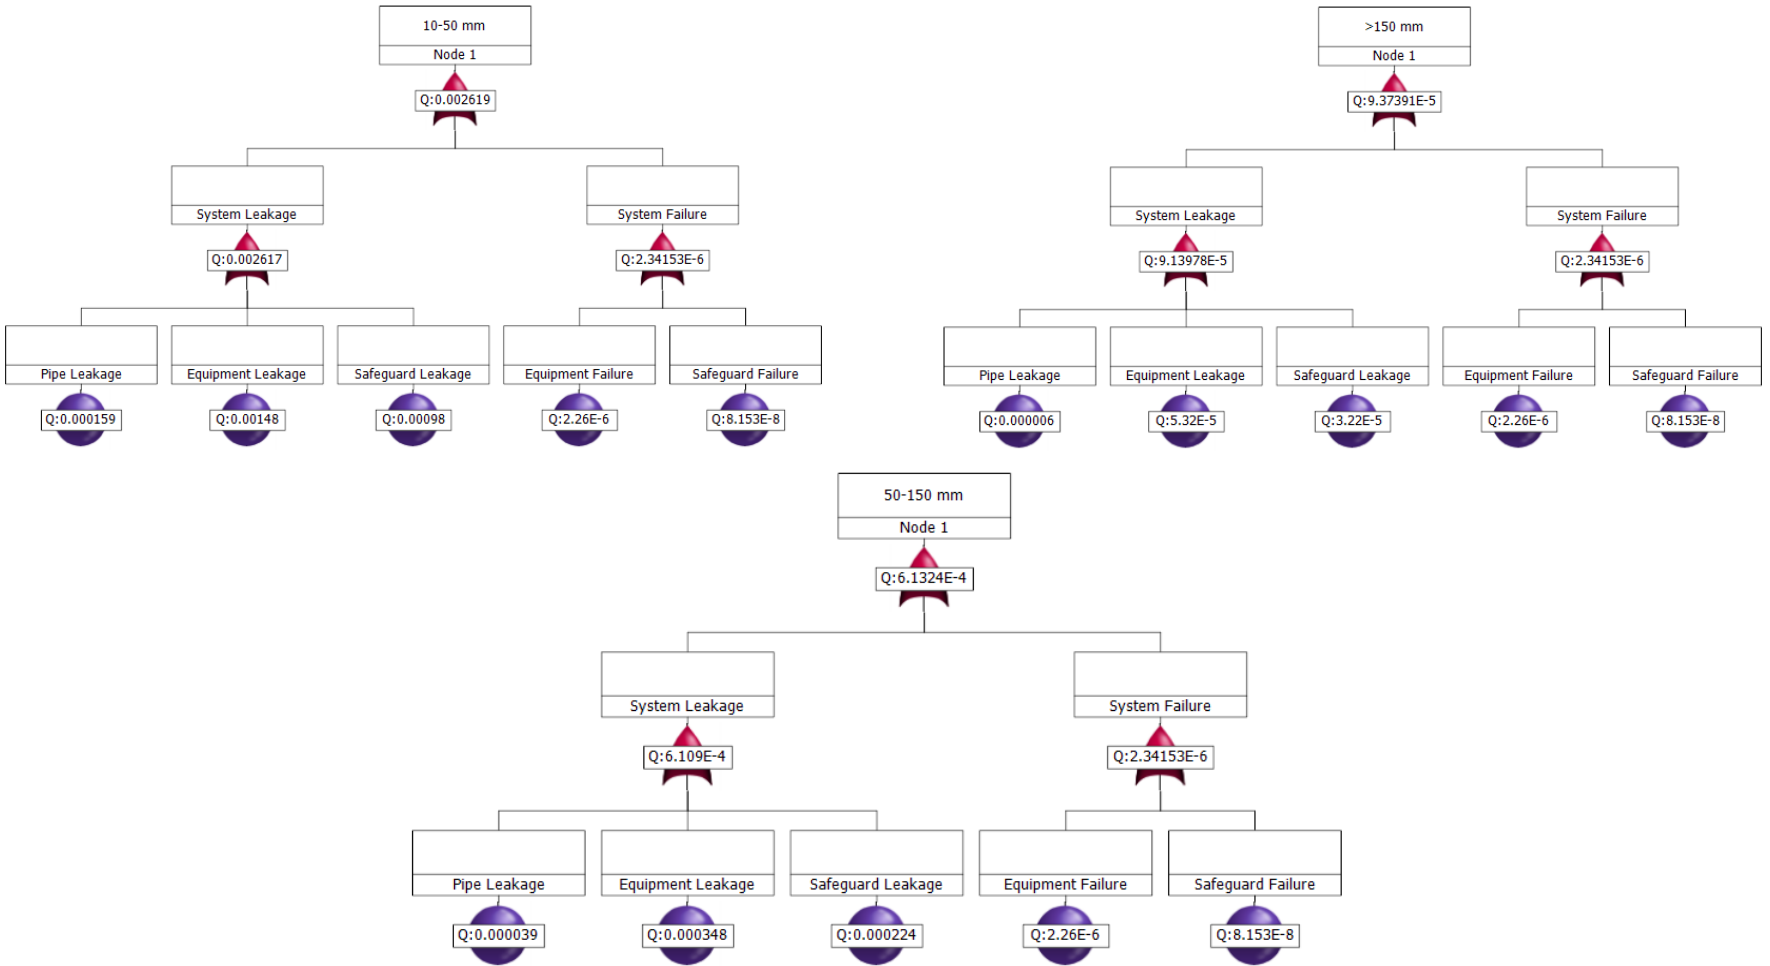 10-50 mm
Node 1
Q:0.002619
System Leakage
System Failure
Q:0.002617
Q:2.34153E-6
Pipe Leakage
Equipment Leakage
Safeguard Leakage
Equipment Failure
Safeguard Failure
Q:0.000159
Q:0.00148
Q:0.00098
Q:2.26E-6
Q:8.153E-8
>150 mm
Node 1
Q:9.37391E-5
System Leakage
System Failure
Q:9.13978E-5
Q:2.34153E-6
Pipe Leakage
Equipment Leakage
Safeguard Leakage
Equipment Failure
Safeguard Failure
Q:0.000006
Q:5.32E-5
Q:3.22E-5
Q:2.26E-6
Q:8.153E-8
50-150 mm
Node 1
Q:6.1324E-4
System Leakage
System Failure
Q:6.109E-4
Q:2.34153E-6
Pipe Leakage
Equipment Leakage
Safeguard Leakage
Equipment Failure
Safeguard Failure
Q:0.000039
Q:0.000348
Q:0.000224
Q:2.26E-6
Q:8.153E-8